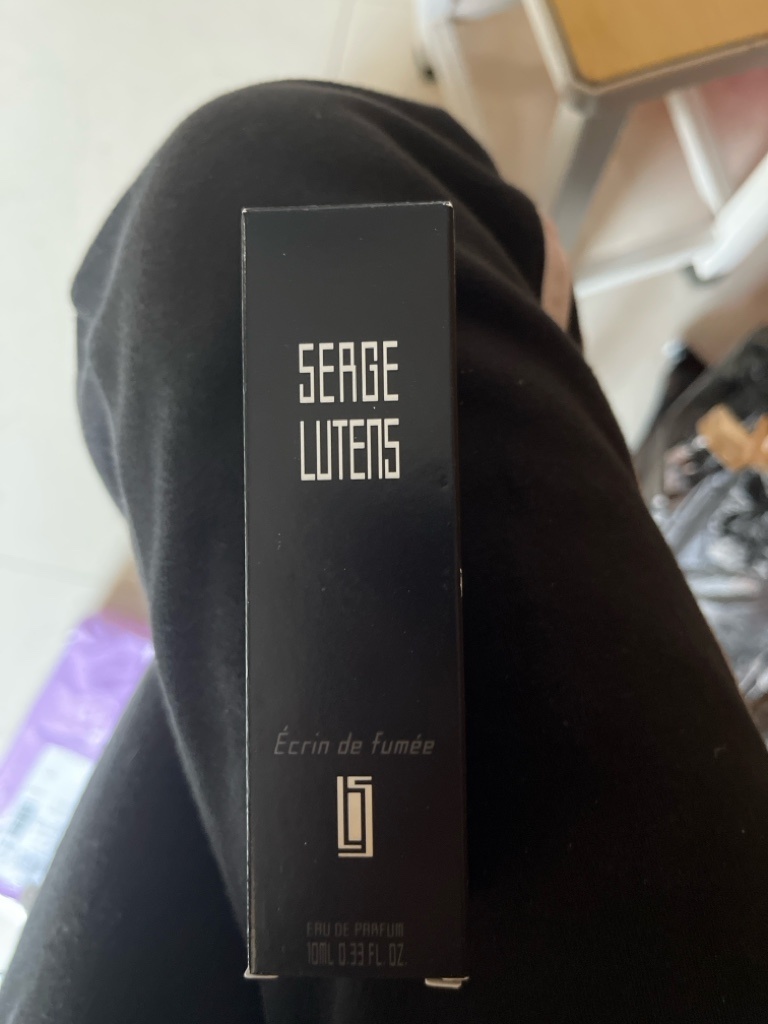 SERGE
LUTENS
Écrin de fumée
EAU DE PARFUM
10ML 0.33 FL. OZ.